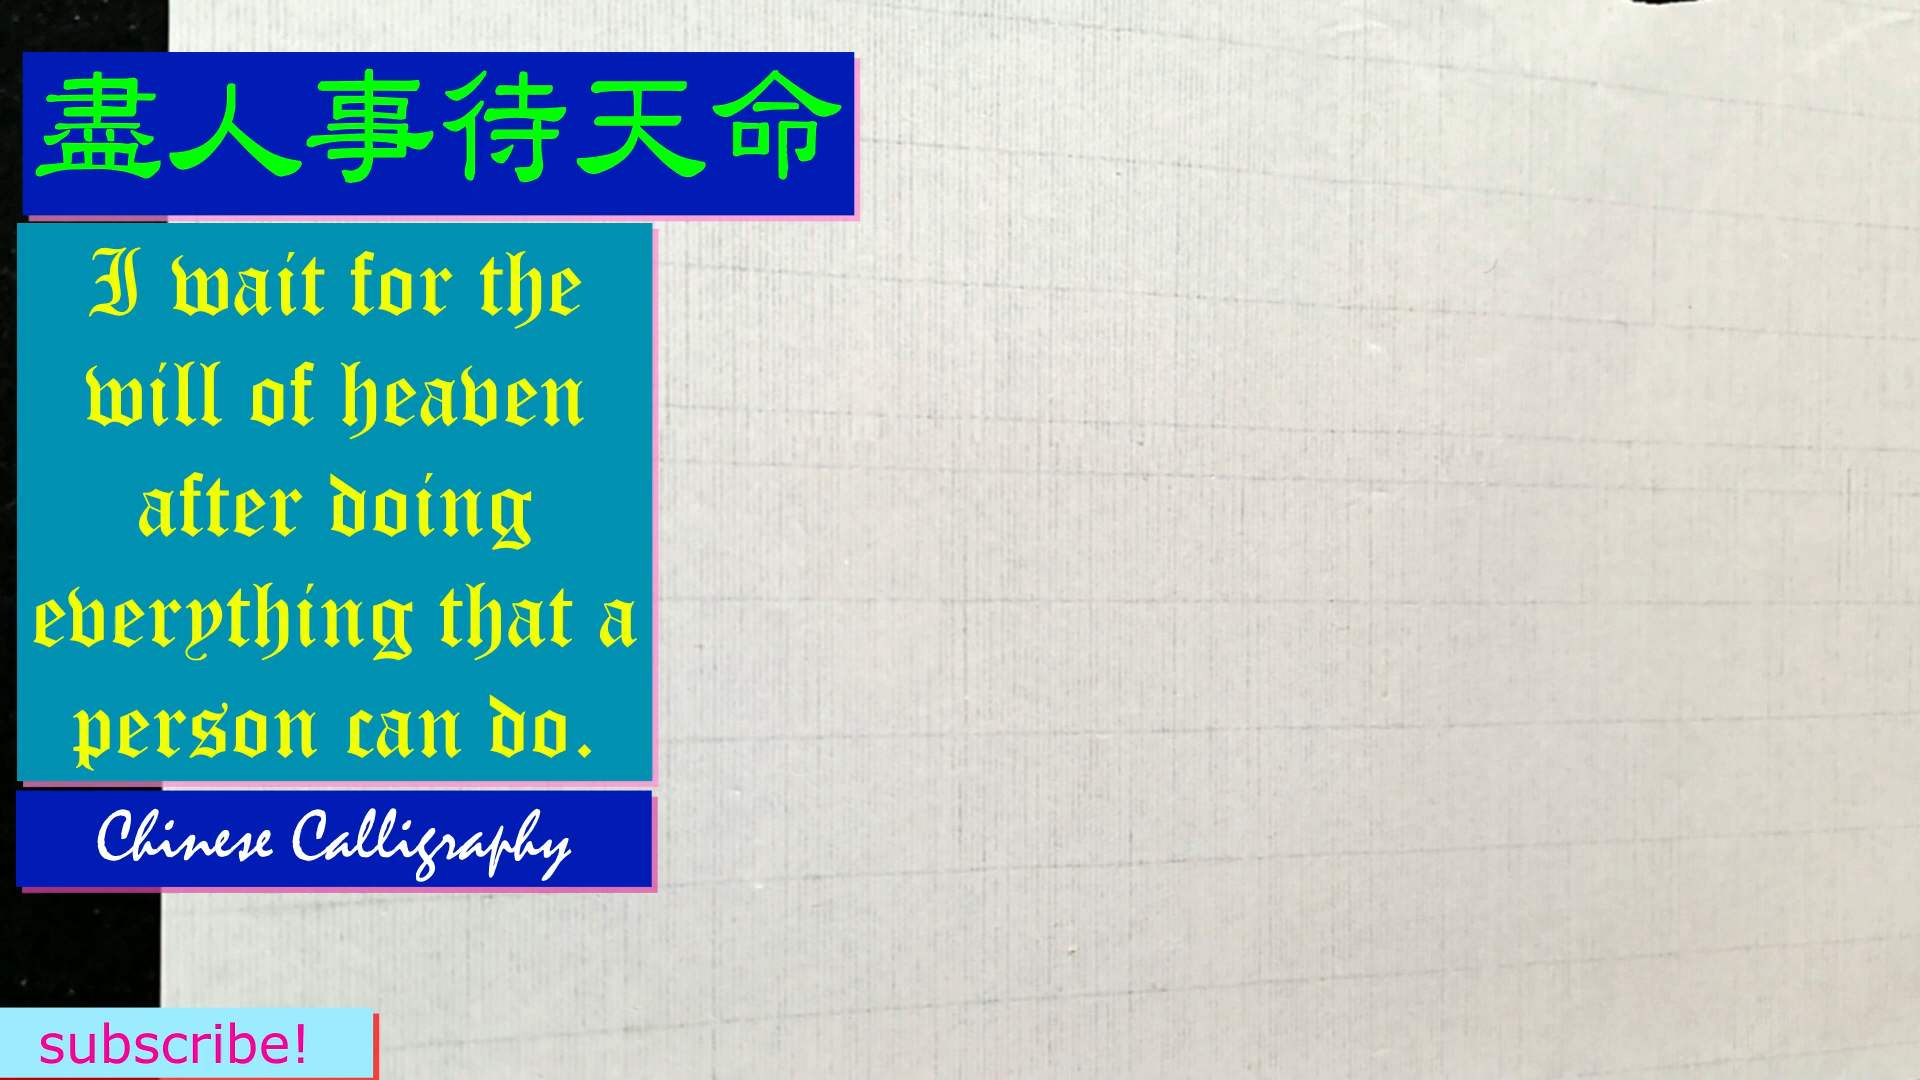 盡人事待天命
I wait for the
will of heaven
after doing
everything that a
person can do.
Chinese Calligraphy
subscribe!